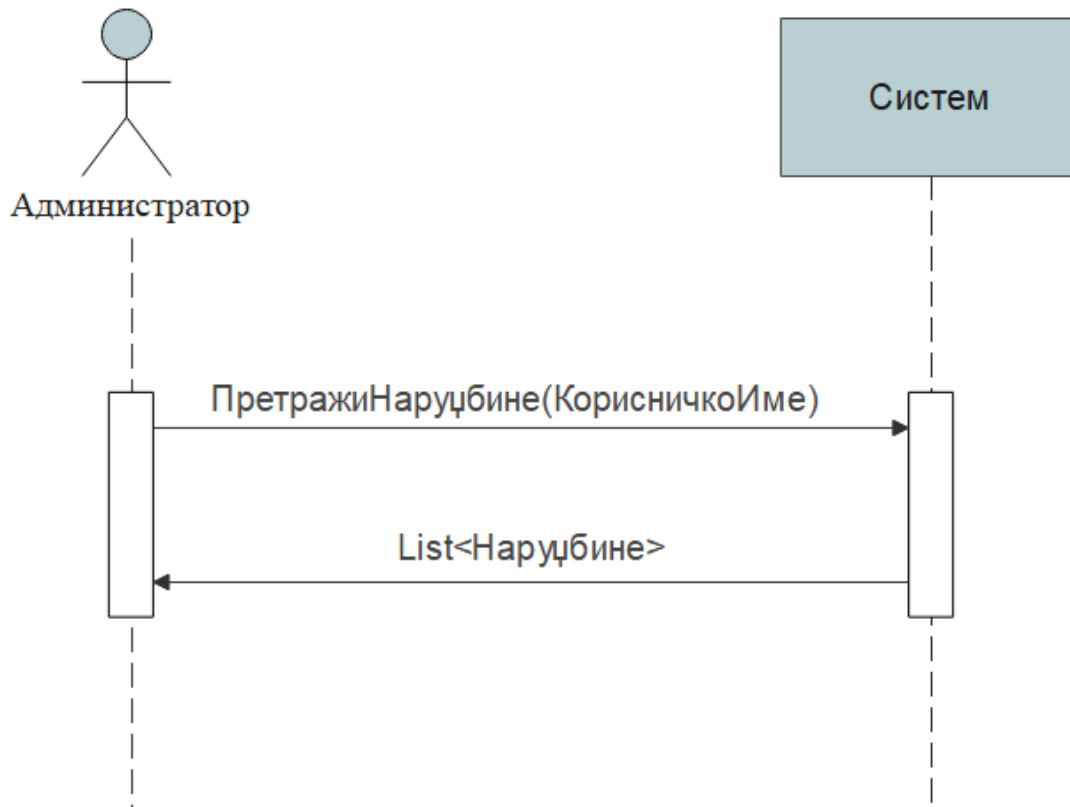 Администратор
Систем
ПретражиНаруџбине(КорисничкоИме)
List<Наруџбине>